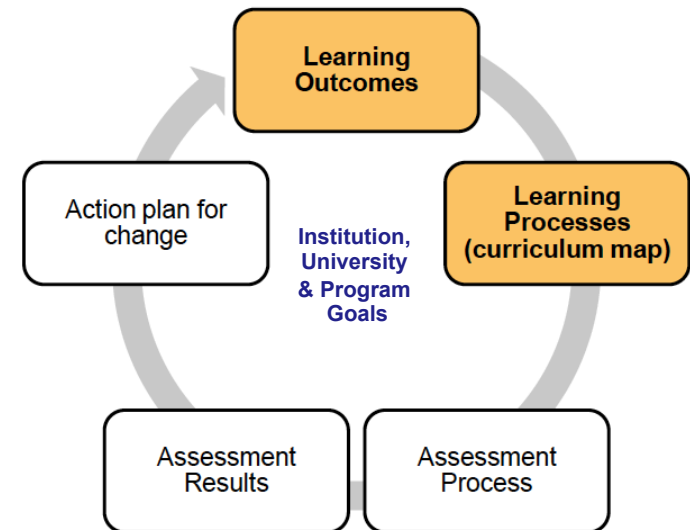 Learning
Outcomes
Learning
Processes
(curriculum map)
Assessment
Process
Assessment
Results
Action plan for
change
Institution,
University
& Program
Goals